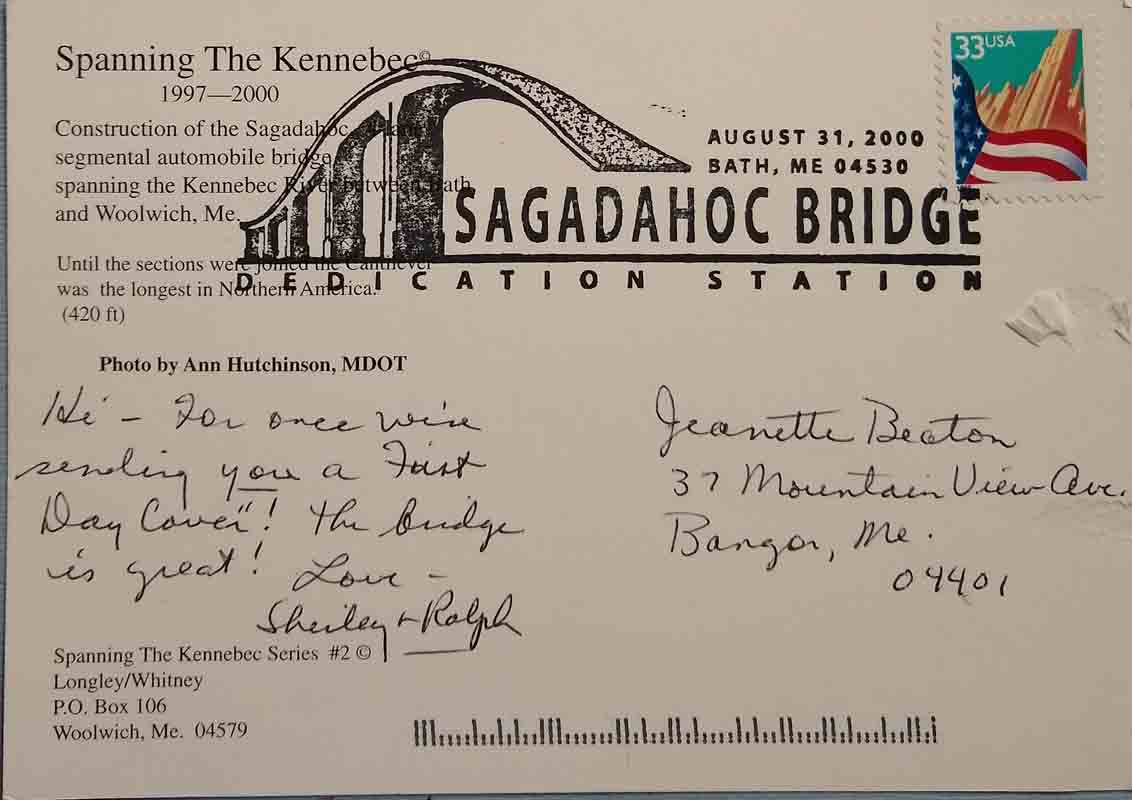 Spanning The Kennebec©
1997—2000
Construction of the Sagadahoc
segmental automobile bridge
spanning the Kennebec River between Bath
and Woolwich, Me.
Until the sections were joined the Cantilever
was the longest in Northern America.
(420 ft)
Photo by Ann Hutchinson, MDOT
33USA
AUGUST 31, 2000
BATH, ME 04530
SAGADAHOC BRIDGE
DEDICATION STATION
Hi – For once we're
sending you a First
Day Cover"! The bridge
is great! Love –
& Ralph
Jeanette Beaton
37 Mountain View Ave.
Bangor, Me.
04401
Spanning The Kennebec Series #2 ©
Longley/Whitney
P.O. Box 106
Woolwich, Me. 04579